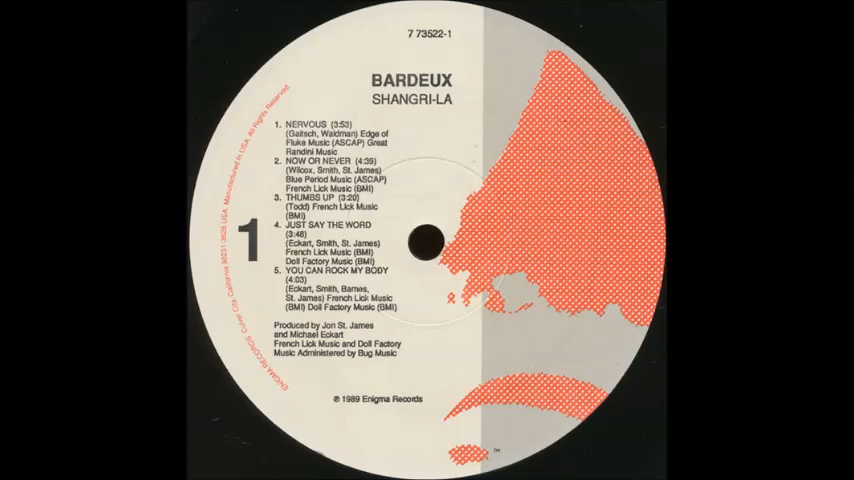 7 73522-1
BARDEUX
SHANGRI-LA
1. NERVOUS (3:53)
(Gaitsch, Waldman) Edge of
Fluke Music (ASCAP) Great
Randini Music
2. NOW OR NEVER (4:39)
(Wilcox, Smith, St. James)
Blue Period Music (ASCAP)
French Lick Music (BMI)
3. THUMBS UP (3:20)
(Todd) French Lick Music
(BMI)
4. JUST SAY THE WORD
(3:46)
(Eckart, Smith, St. James)
French Lick Music (BMI)
Doll Factory Music (BMI)
5. YOU CAN ROCK MY BODY
(4:03)
(Eckart, Smith, Barnes,
St. James) French Lick Music
(BMI) Doll Factory Music (BMI)
1
Produced by Jon St. James
and Michael Eckart
French Lick Music and Doll Factory
Music Administered by Bug Music
℗ 1989 Enigma Records
ENIGMA RECORDS, Culver City, California 90231-3628 USA. Manufactured in USA. All Rights Reserved.
TM